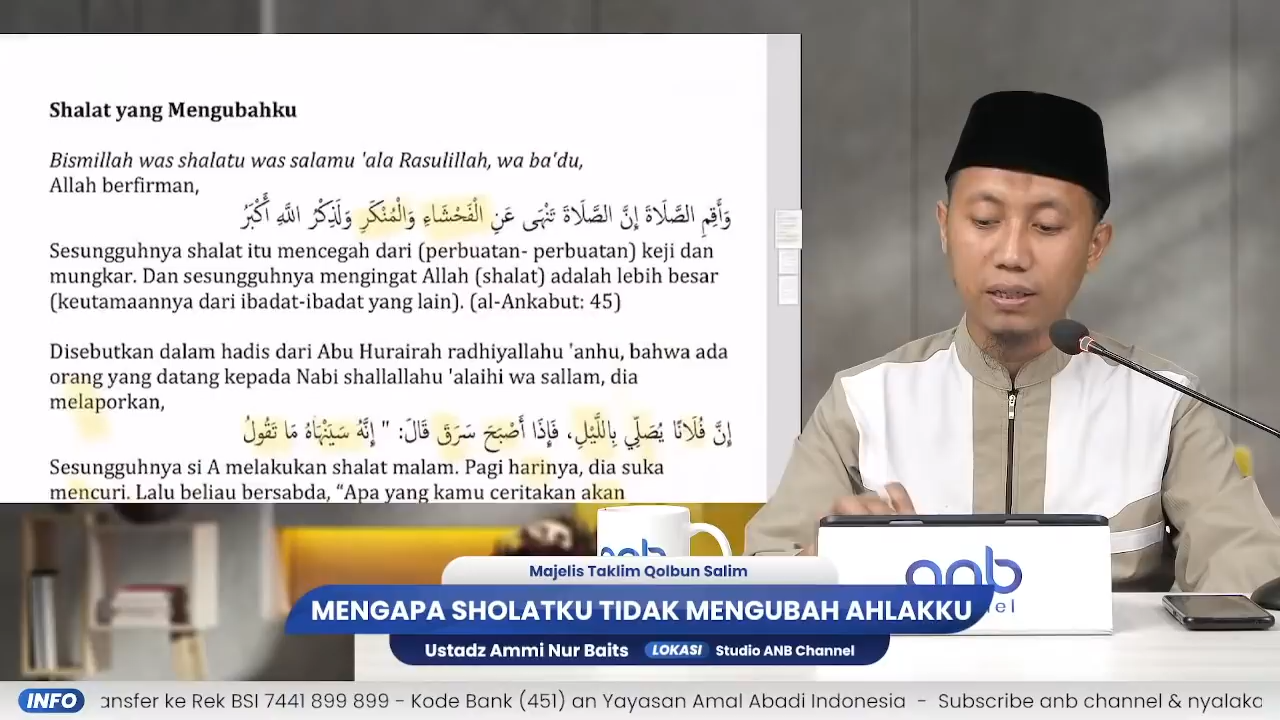 Shalat yang Mengubahku
Bismillah was shalatu was salamu 'ala Rasulillah, wa ba'du,
Allah berfirman,
وَأَقِمِ الصَّلَاةَ إِنَّ الصَّلَاةَ تَنْهَى عَنِ الْفَحْشَاءِ وَالْمُنْكَرِ وَلَذِكْرُ اللَّهِ أَكْبَرُ
Sesungguhnya shalat itu mencegah dari (perbuatan- perbuatan) keji dan
mungkar. Dan sesungguhnya mengingat Allah (shalat) adalah lebih besar
(keutamaannya dari ibadat-ibadat yang lain). (al-Ankabut: 45)
Disebutkan dalam hadis dari Abu Hurairah radhiyallahu 'anhu, bahwa ada
orang yang datang kepada Nabi shallallahu 'alaihi wa sallam, dia
melaporkan,
إِنَّ فُلَانًا يُصَلِّي بِاللَّيْلِ، فَإِذَا أَصْبَحَ سَرَقَ قَالَ: " إِنَّهُ سَيَنْهَاهُ مَا تَقُولُ
Sesungguhnya si A melakukan shalat malam. Pagi harinya, dia suka
mencuri. Lalu beliau bersabda, “Apa yang kamu ceritakan akan
anb
anb
Majelis Taklim Qolbun Salim
MENGAPA SHOLATKU TIDAK MENGUBAH AHLAKKU
Ustadz Ammi Nur Baits LOKASI Studio ANB Channel
INFO ansfer ke Rek BSI 7441 899 899 - Kode Bank (451) an Yayasan Amal Abadi Indonesia - Subscribe anb channel & nyalaka